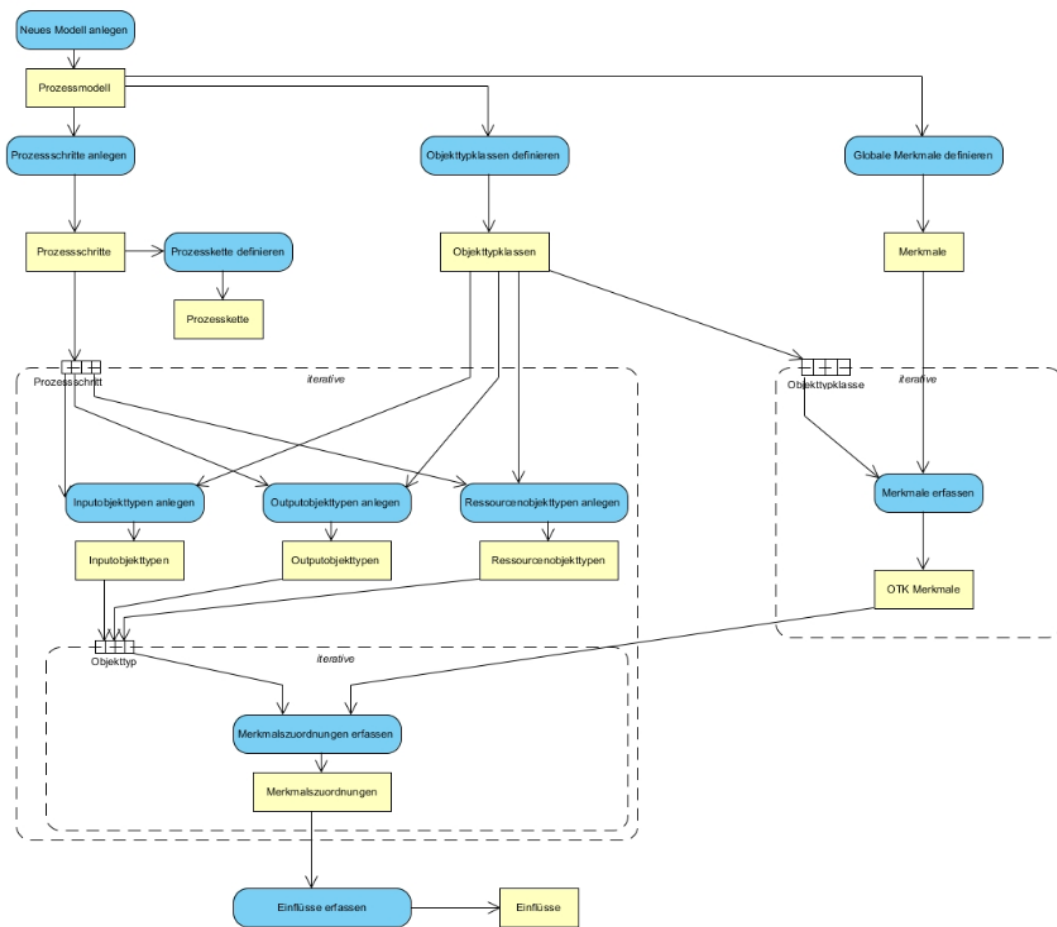 Neues Modell anlegen
Prozessmodell
Prozessschritte anlegen
Objekttypklassen definieren
Globale Merkmale definieren
Prozessschritte
Prozesskette definieren
Objekttypklassen
Merkmale
Prozesskette
Prozessschritt
iterative
Objekttypklasse
iterative
Inputobjekttypen anlegen
Outputobjekttypen anlegen
Ressourcenobjekttypen anlegen
Merkmale erfassen
Inputobjekttypen
Outputobjekttypen
Ressourcenobjekttypen
OTK Merkmale
Objekttyp
iterative
Merkmalszuordnungen erfassen
Merkmalszuordnungen
Einflüsse erfassen
Einflüsse